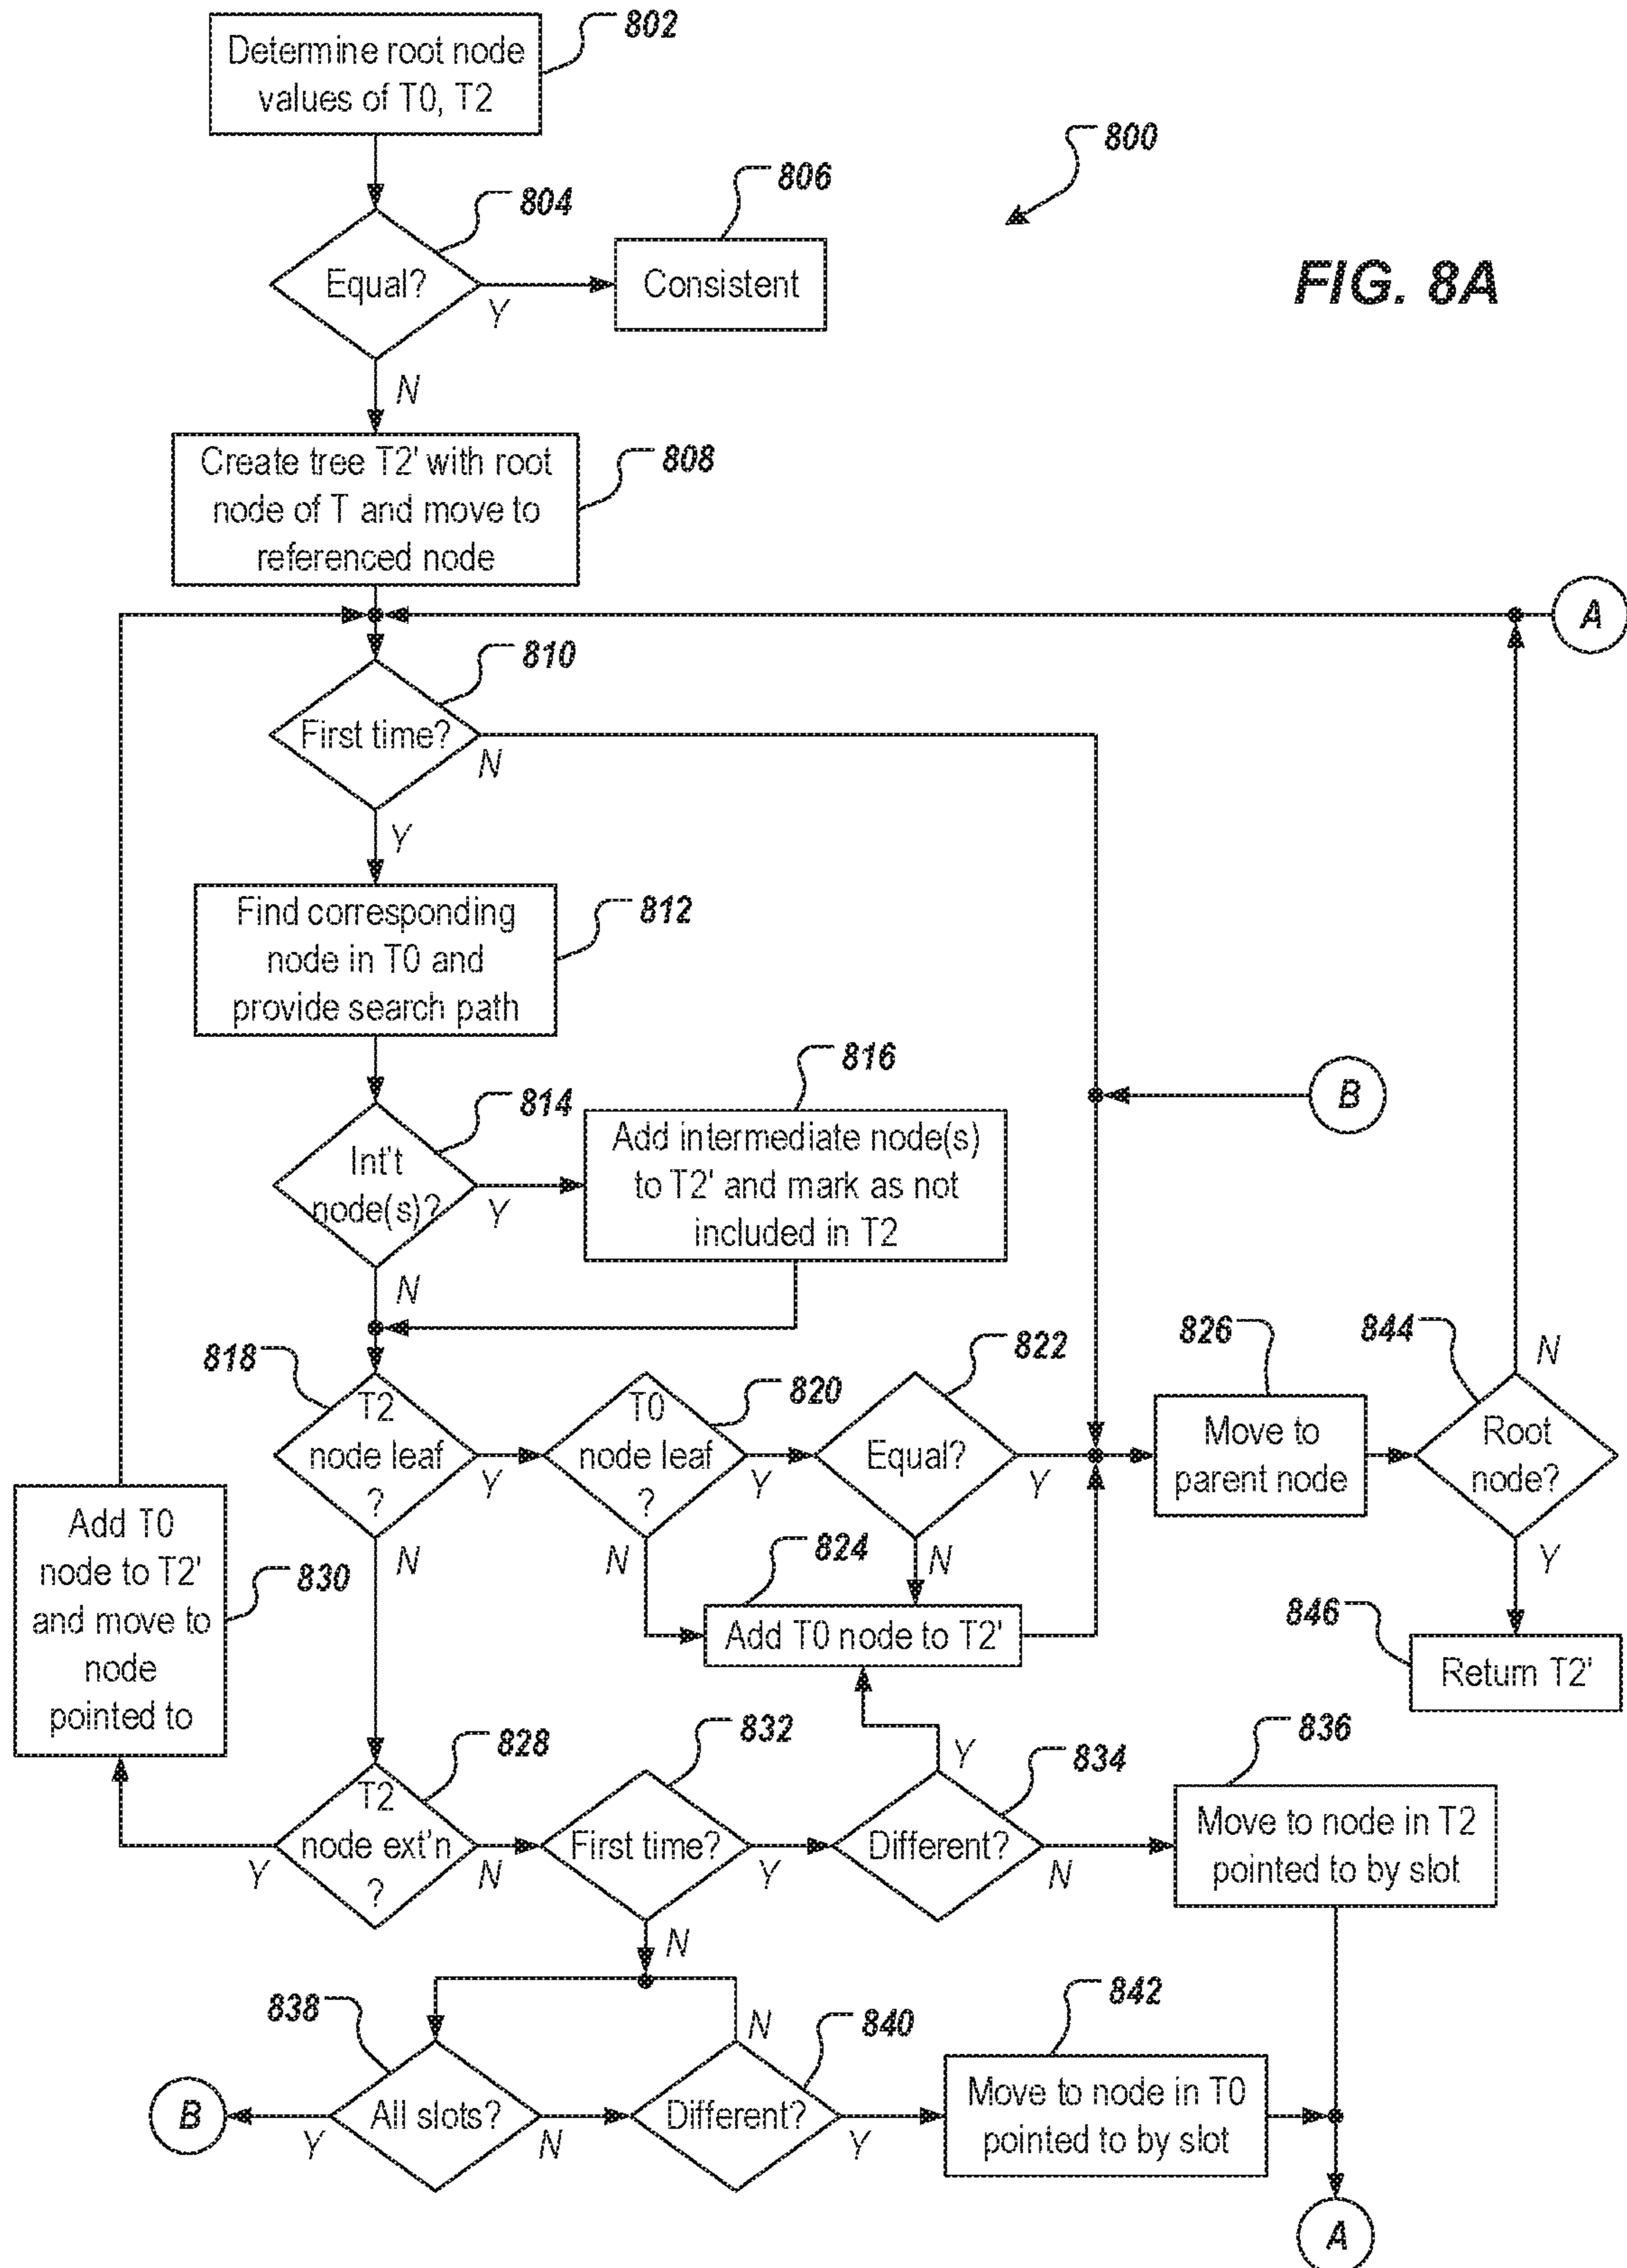 802
Determine root node
values of T0, T2
800
806
804
Equal?
Y
Consistent
FIG. 8A
N
808
Create tree T2' with root
node of T and move to
referenced node
A
810
First time?
N
Y
812
Find corresponding
node in T0 and
provide search path
816
814
B
Int't
node(s)?
Y
Add intermediate node(s)
to T2' and mark as not
included in T2
N
818
820
822
826
844
N
T2
node leaf
?
Y
T0
node leaf
?
Y
Equal?
Y
Move to
parent node
Root
node?
N
N
N
Y
824
Add T0 node to T2'
846
Return T2'
Add T0
node to T2'
and move to
node
pointed to
830
828
832
834
836
T2
node ext'n
?
Y
N
First time?
Y
Different?
Y
N
Move to node in T2
pointed to by slot
N
838
840
842
N
B
Y
All slots?
N
Different?
Y
Move to node in T0
pointed to by slot
A